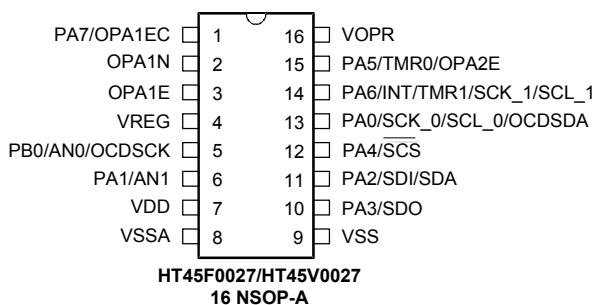 PA7/OPA1EC 1 16 VOPR
OPA1N 2 15 PA5/TMR0/OPA2E
OPA1E 3 14 PA6/INT/TMR1/SCK_1/SCL_1
VREG 4 13 PA0/SCK_0/SCL_0/OCDSDA
PB0/AN0/OCDSCK 5 12 PA4/SCS
PA1/AN1 6 11 PA2/SDI/SDA
VDD 7 10 PA3/SDO
VSSA 8 9 VSS
HT45F0027/HT45V0027
16 NSOP-A